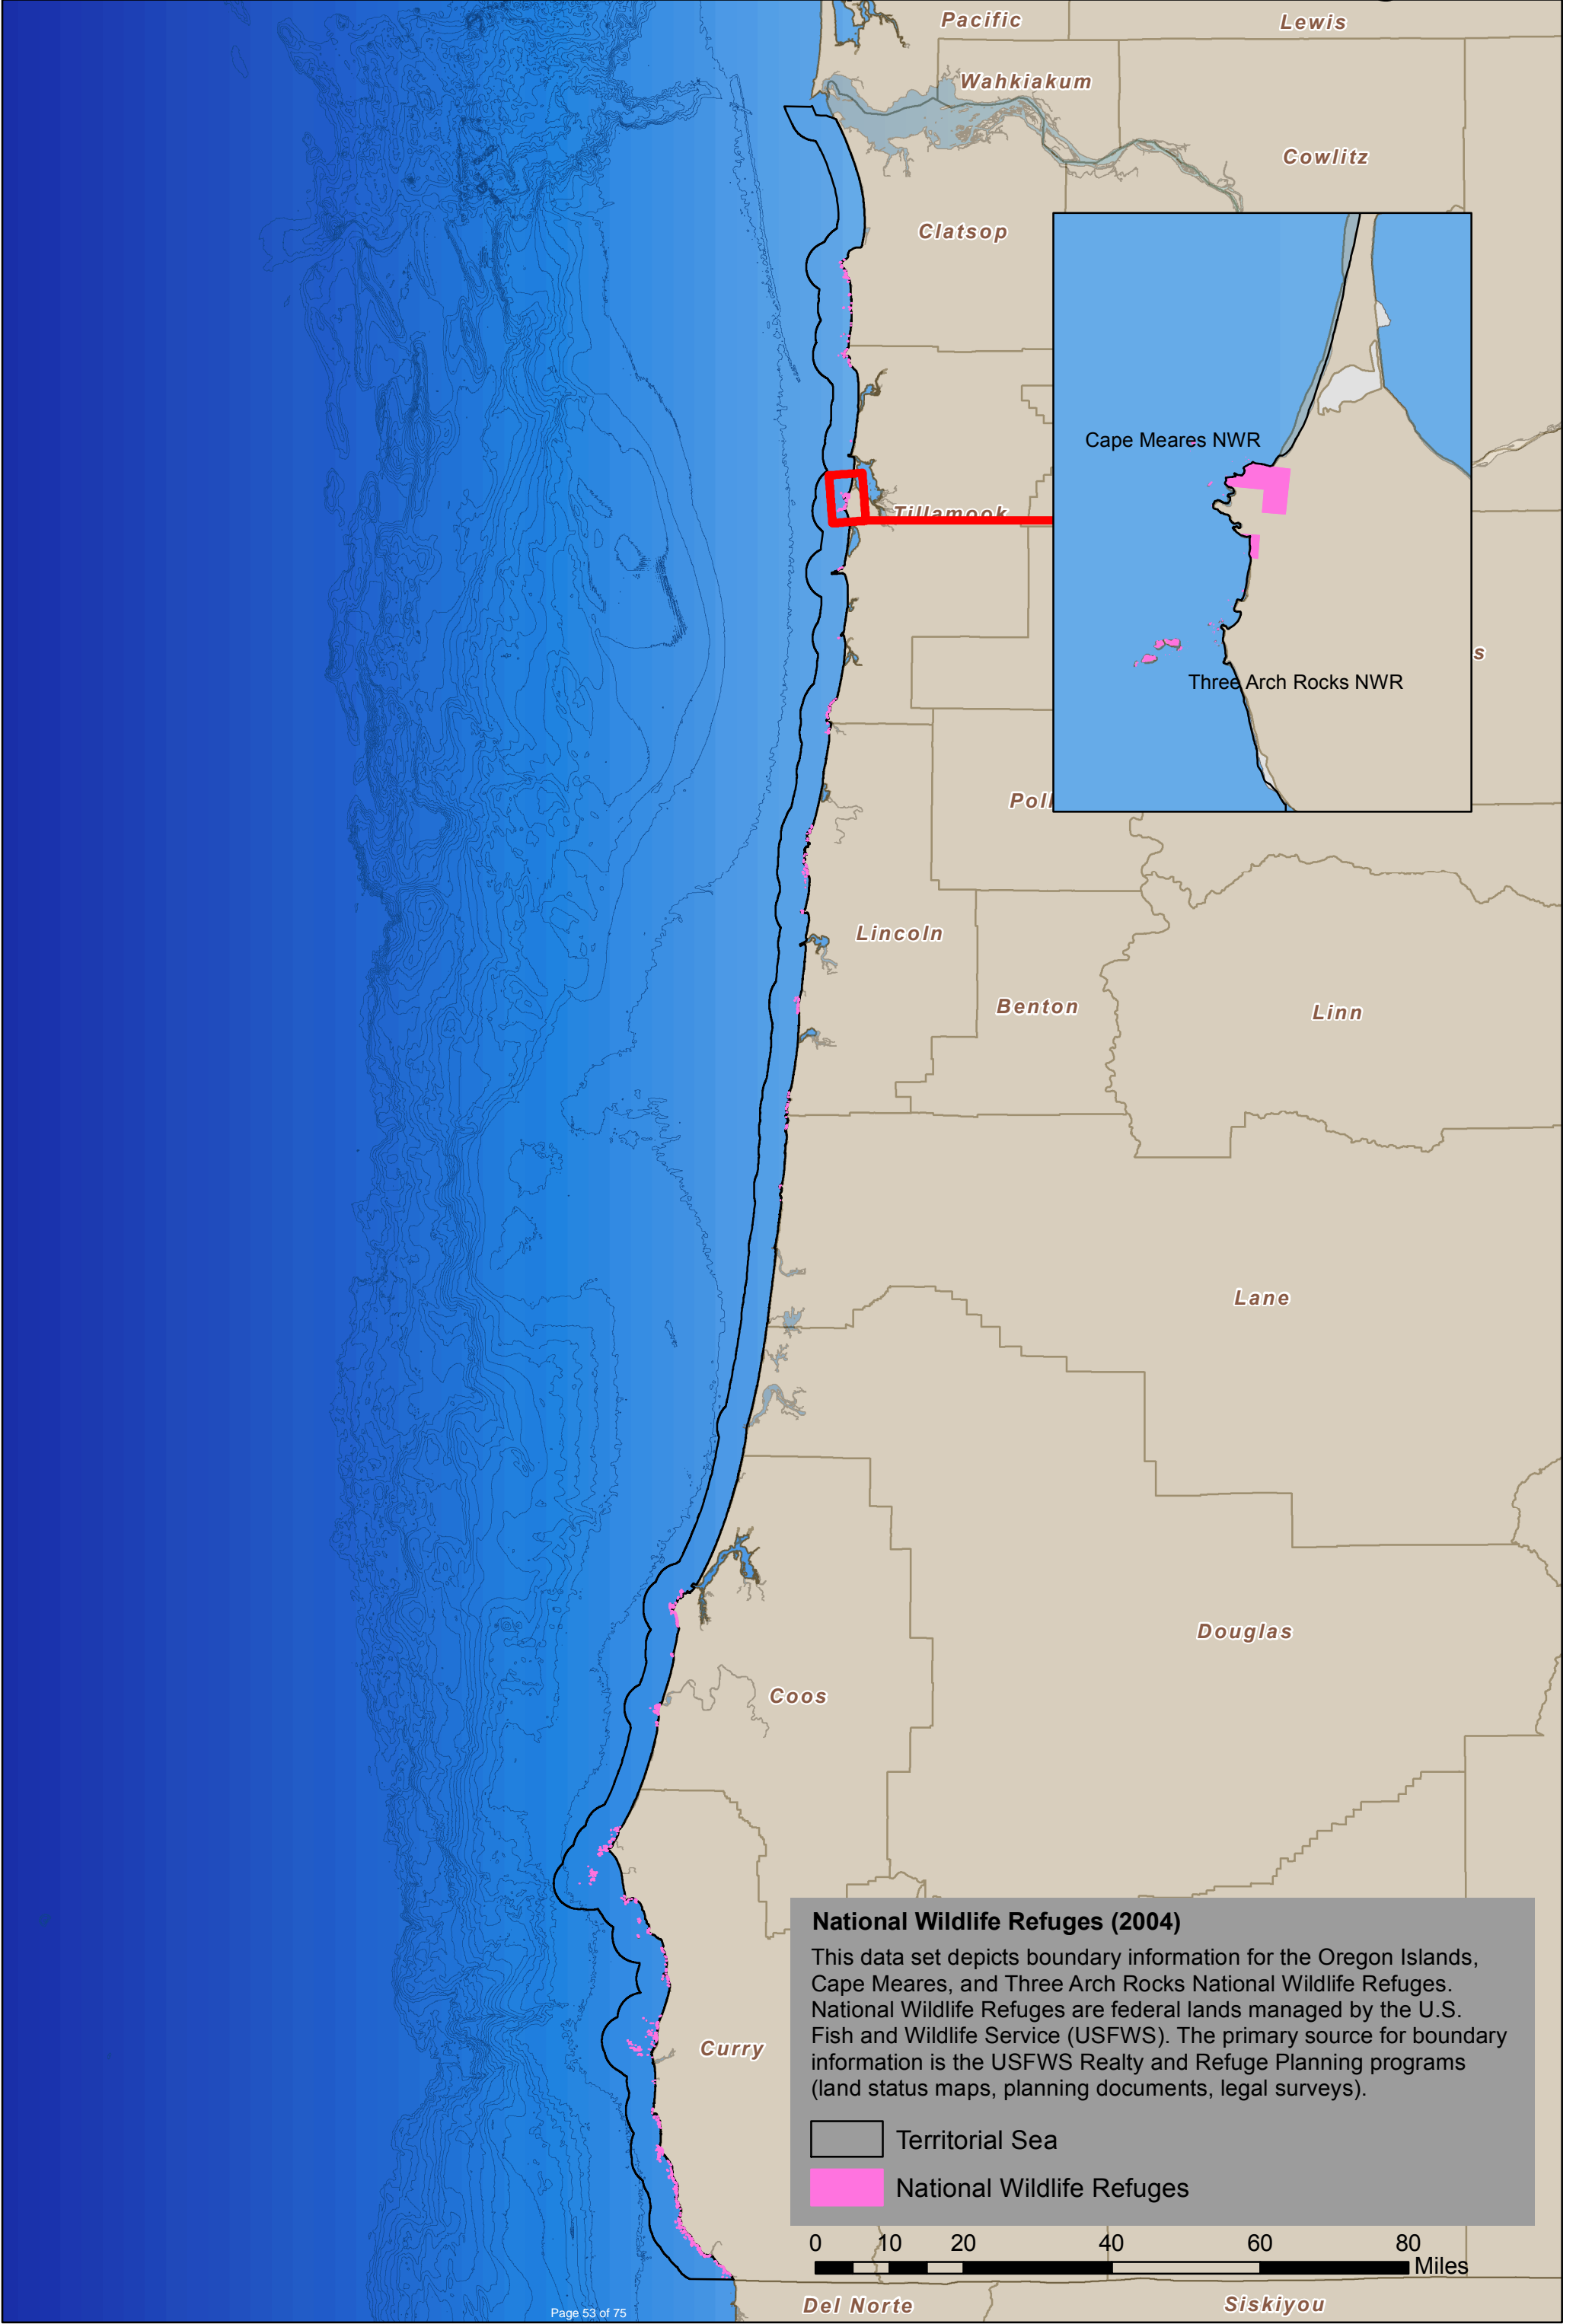 Pacific
Lewis
Wahkiakum
Cowlitz
Clatsop
Cape Meares NWR
Tillamook
s
Three Arch Rocks NWR
Pol
Lincoln
Benton
Linn
Lane
Douglas
Coos
National Wildlife Refuges (2004)
This data set depicts boundary information for the Oregon Islands,
Cape Meares, and Three Arch Rocks National Wildlife Refuges.
National Wildlife Refuges are federal lands managed by the U.S.
Fish and Wildlife Service (USFWS). The primary source for boundary
information is the USFWS Realty and Refuge Planning programs
(land status maps, planning documents, legal surveys).
Curry
Territorial Sea
National Wildlife Refuges
0 10 20 40 60 80
Miles
Page 53 of 75
Del Norte
Siskiyou